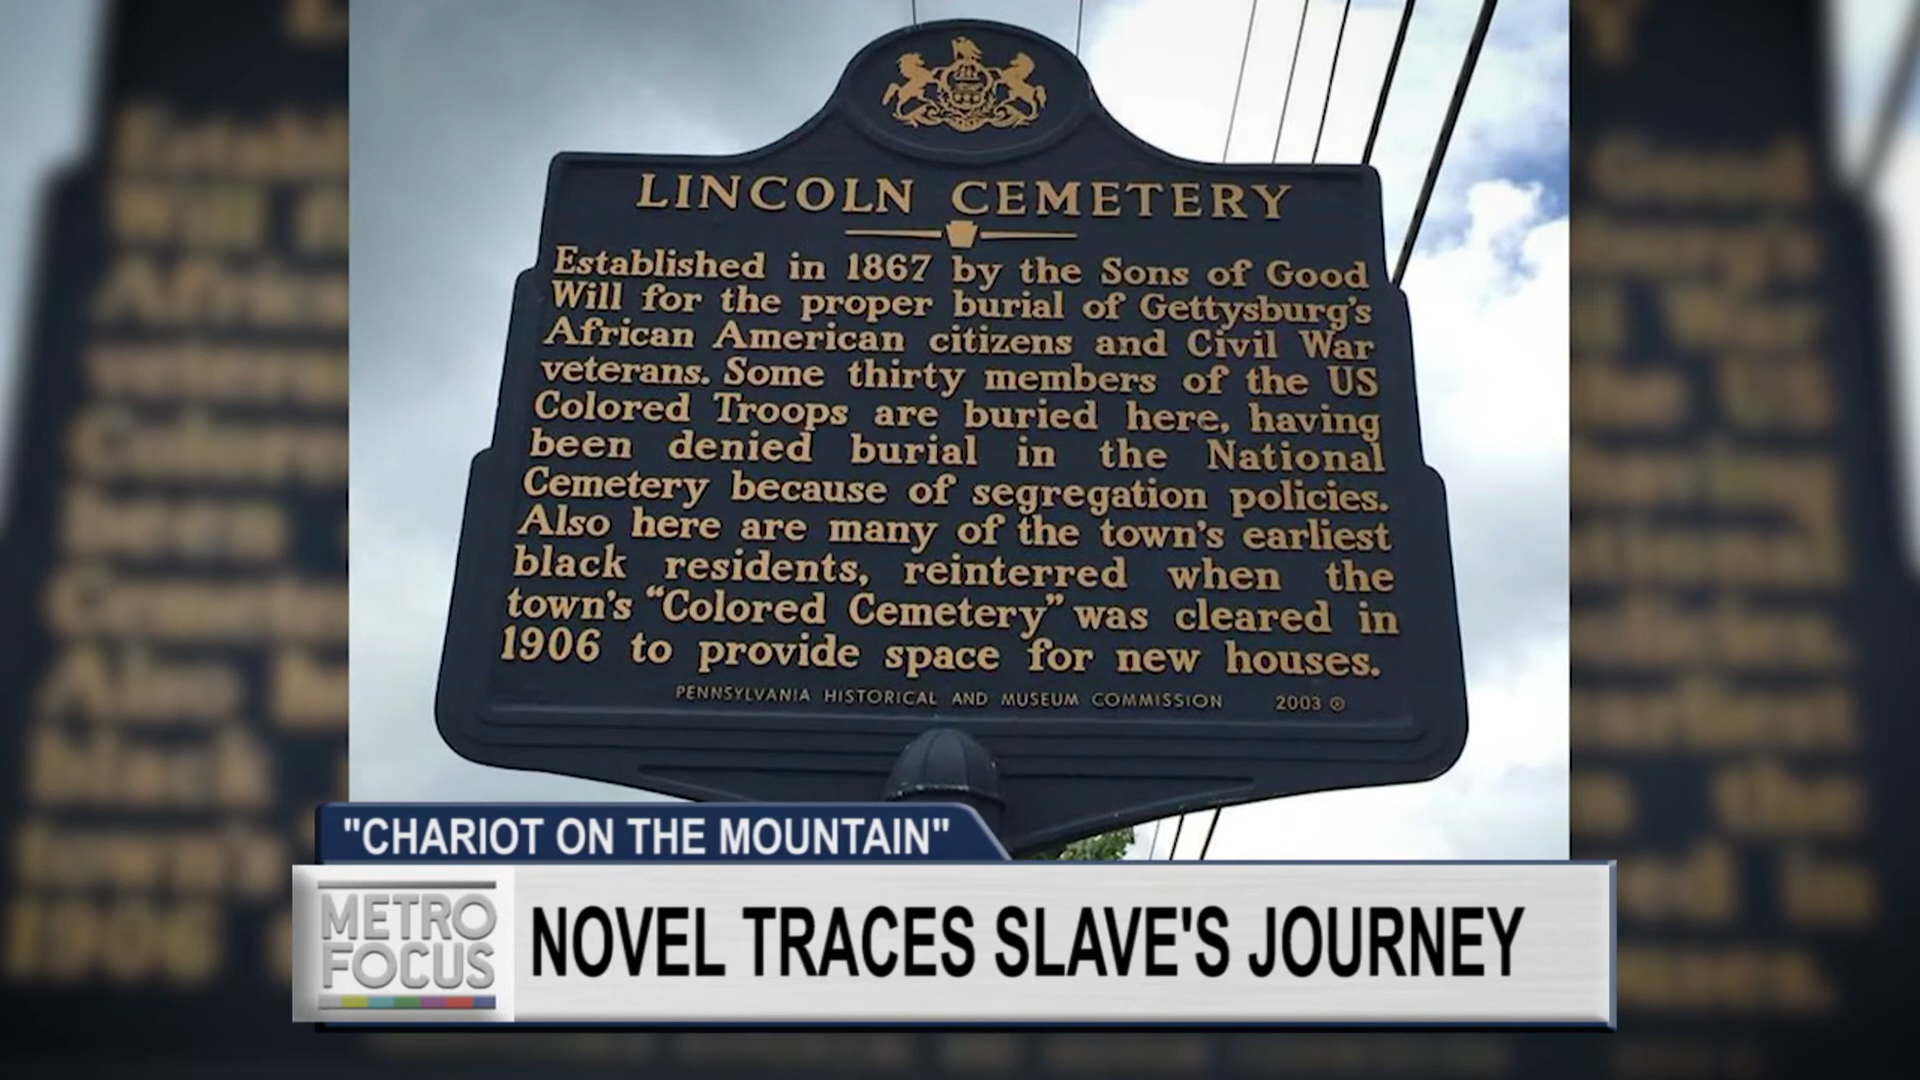 LINCOLN CEMETERY
Established in 1867 by the Sons of Good
Will for the proper burial of Gettysburg's
African American citizens and Civil War
veterans. Some thirty members of the US
Colored Troops are buried here, having
been denied burial in the National
Cemetery because of segregation policies.
Also here are many of the town's earliest
black residents, reinterred when the
town's “Colored Cemetery” was cleared in
1906 to provide space for new houses.
PENNSYLVANIA HISTORICAL AND MUSEUM COMMISSION 2003 ®
"CHARIOT ON THE MOUNTAIN"
METRO
FOCUS
NOVEL TRACES SLAVE'S JOURNEY